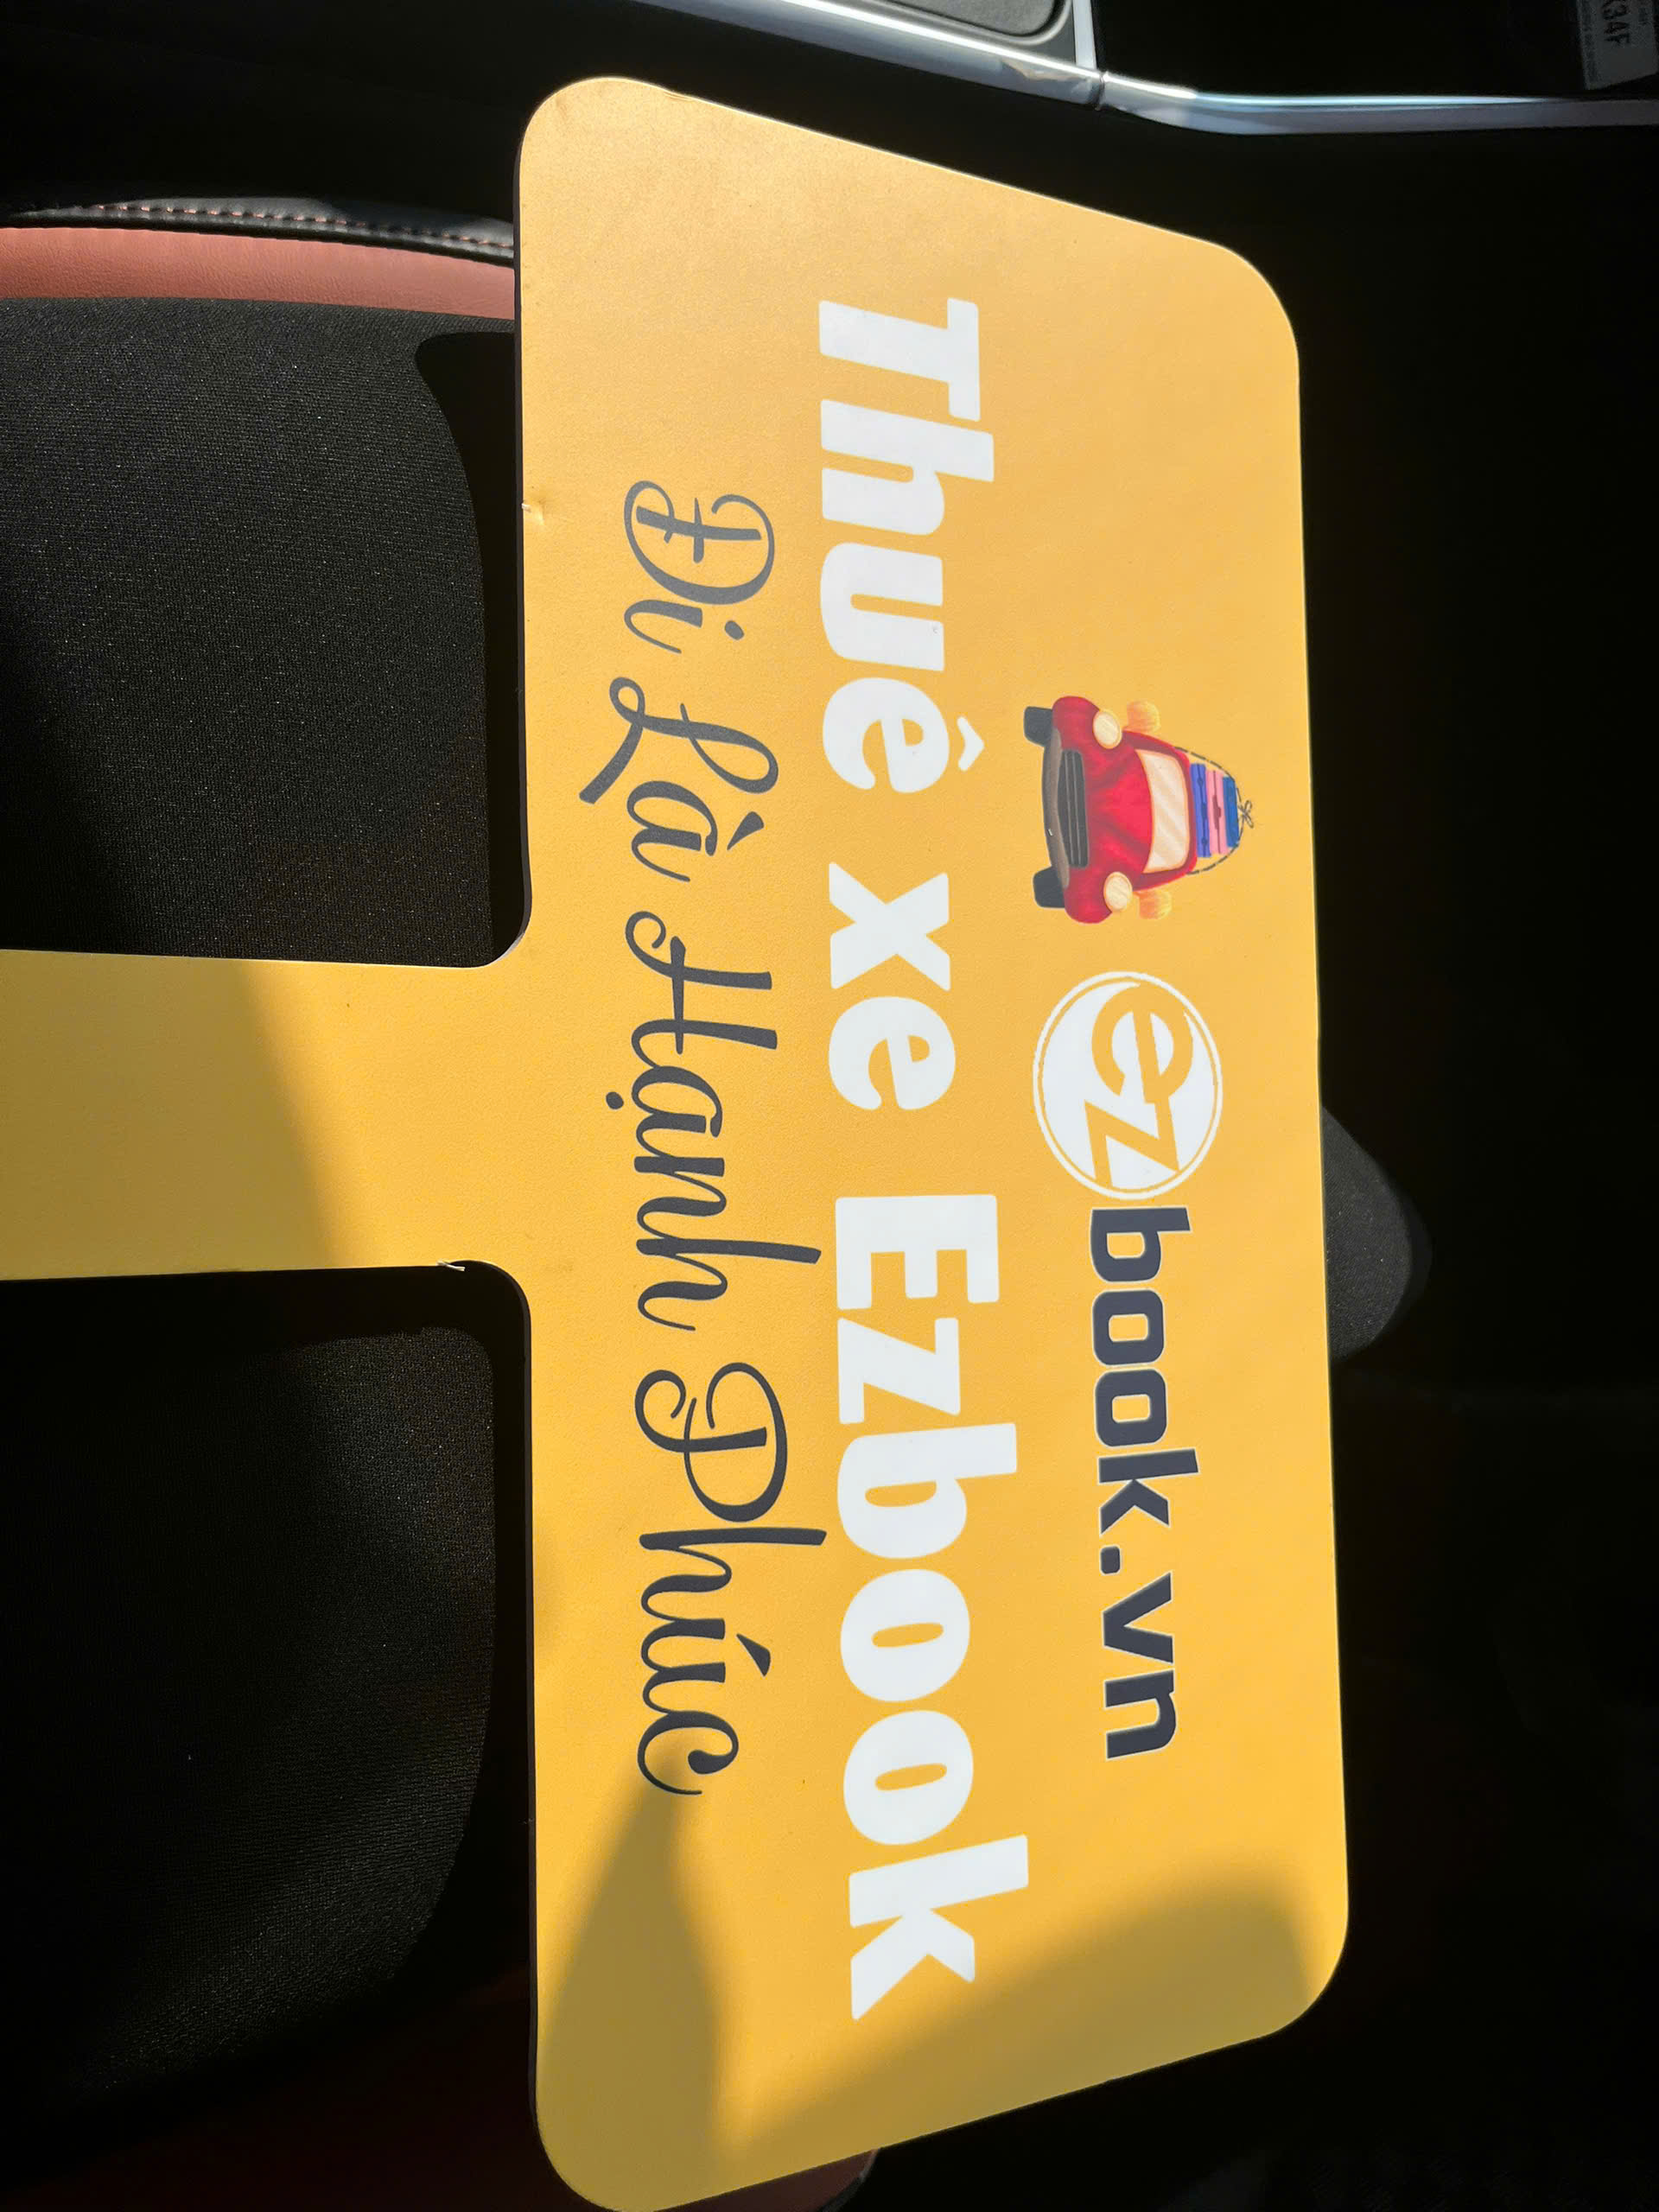 ezbook.vn
Thuê xe Ezbook
Đi Là Hạnh Phúc